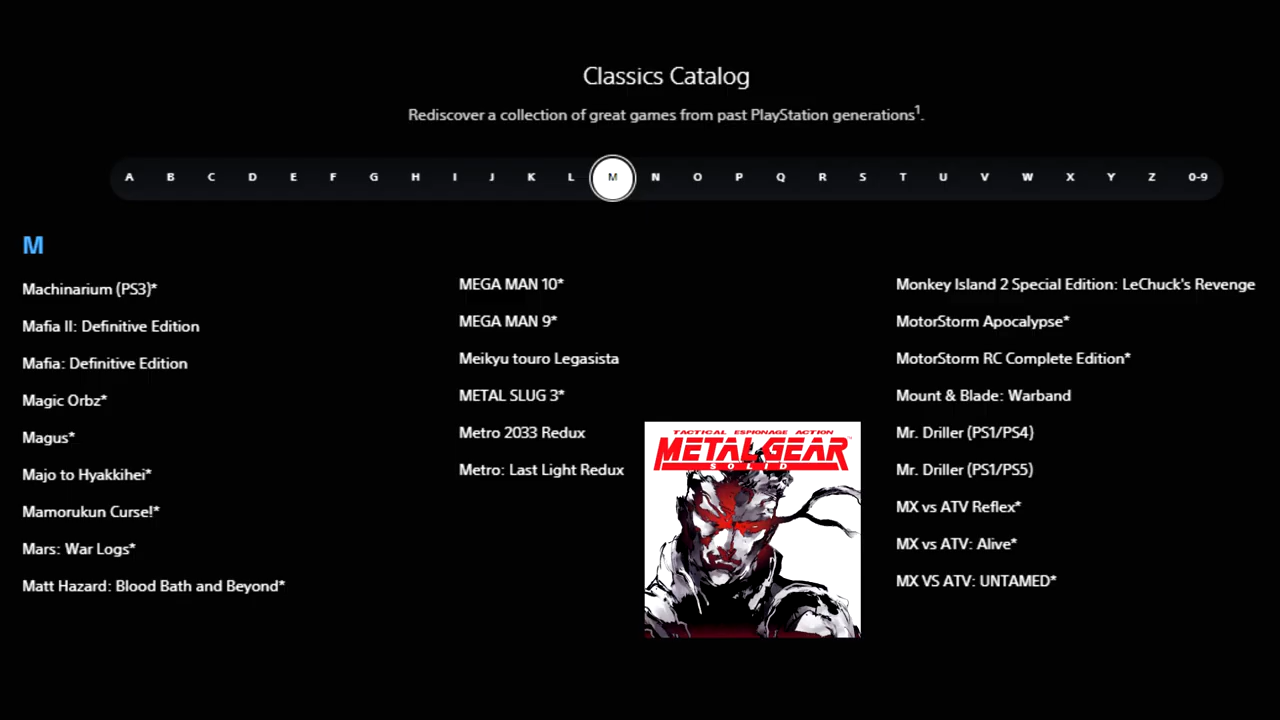 Classics Catalog
Rediscover a collection of great games from past PlayStation generations¹.
A B C D E F G H I J K L M N O P Q R S T U V W X Y Z 0-9
M
Machinarium (PS3)*
Mafia II: Definitive Edition
Mafia: Definitive Edition
Magic Orbz*
Magus*
Majo to Hyakkihei*
Mamorukun Curse!*
Mars: War Logs*
Matt Hazard: Blood Bath and Beyond*
MEGA MAN 10*
MEGA MAN 9*
Meikyu touro Legasista
METAL SLUG 3*
Metro 2033 Redux
Metro: Last Light Redux
TACTICAL ESPIONAGE ACTION
METAL GEAR
SOLID
Monkey Island 2 Special Edition: LeChuck's Revenge
MotorStorm Apocalypse*
MotorStorm RC Complete Edition*
Mount & Blade: Warband
Mr. Driller (PS1/PS4)
Mr. Driller (PS1/PS5)
MX vs ATV Reflex*
MX vs ATV: Alive*
MX VS ATV: UNTAMED*